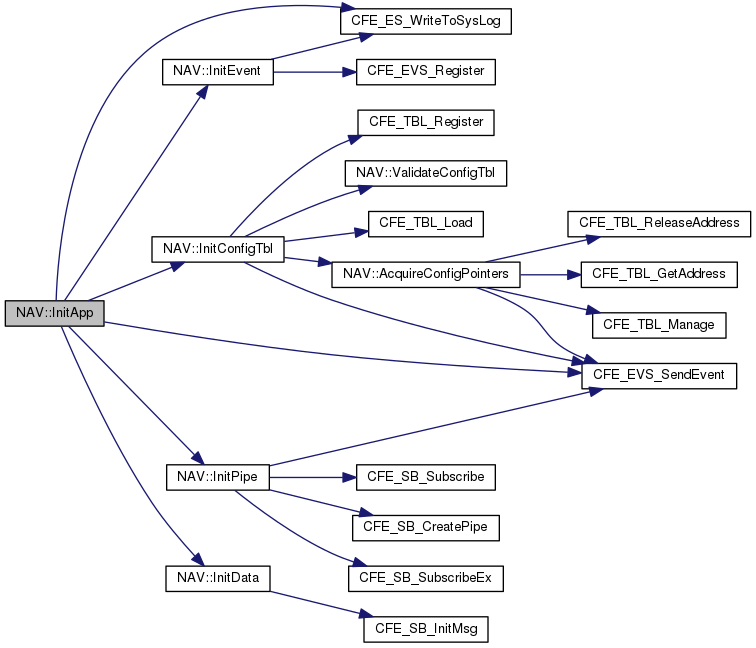 CFE_ES_WriteToSysLog
NAV::InitEvent
CFE_EVS_Register
CFE_TBL_Register
NAV::ValidateConfigTbl
CFE_TBL_Load
CFE_TBL_ReleaseAddress
NAV::InitConfigTbl
NAV::AcquireConfigPointers
CFE_TBL_GetAddress
NAV::InitApp
CFE_TBL_Manage
CFE_EVS_SendEvent
NAV::InitPipe
CFE_SB_Subscribe
CFE_SB_CreatePipe
NAV::InitData
CFE_SB_SubscribeEx
CFE_SB_InitMsg